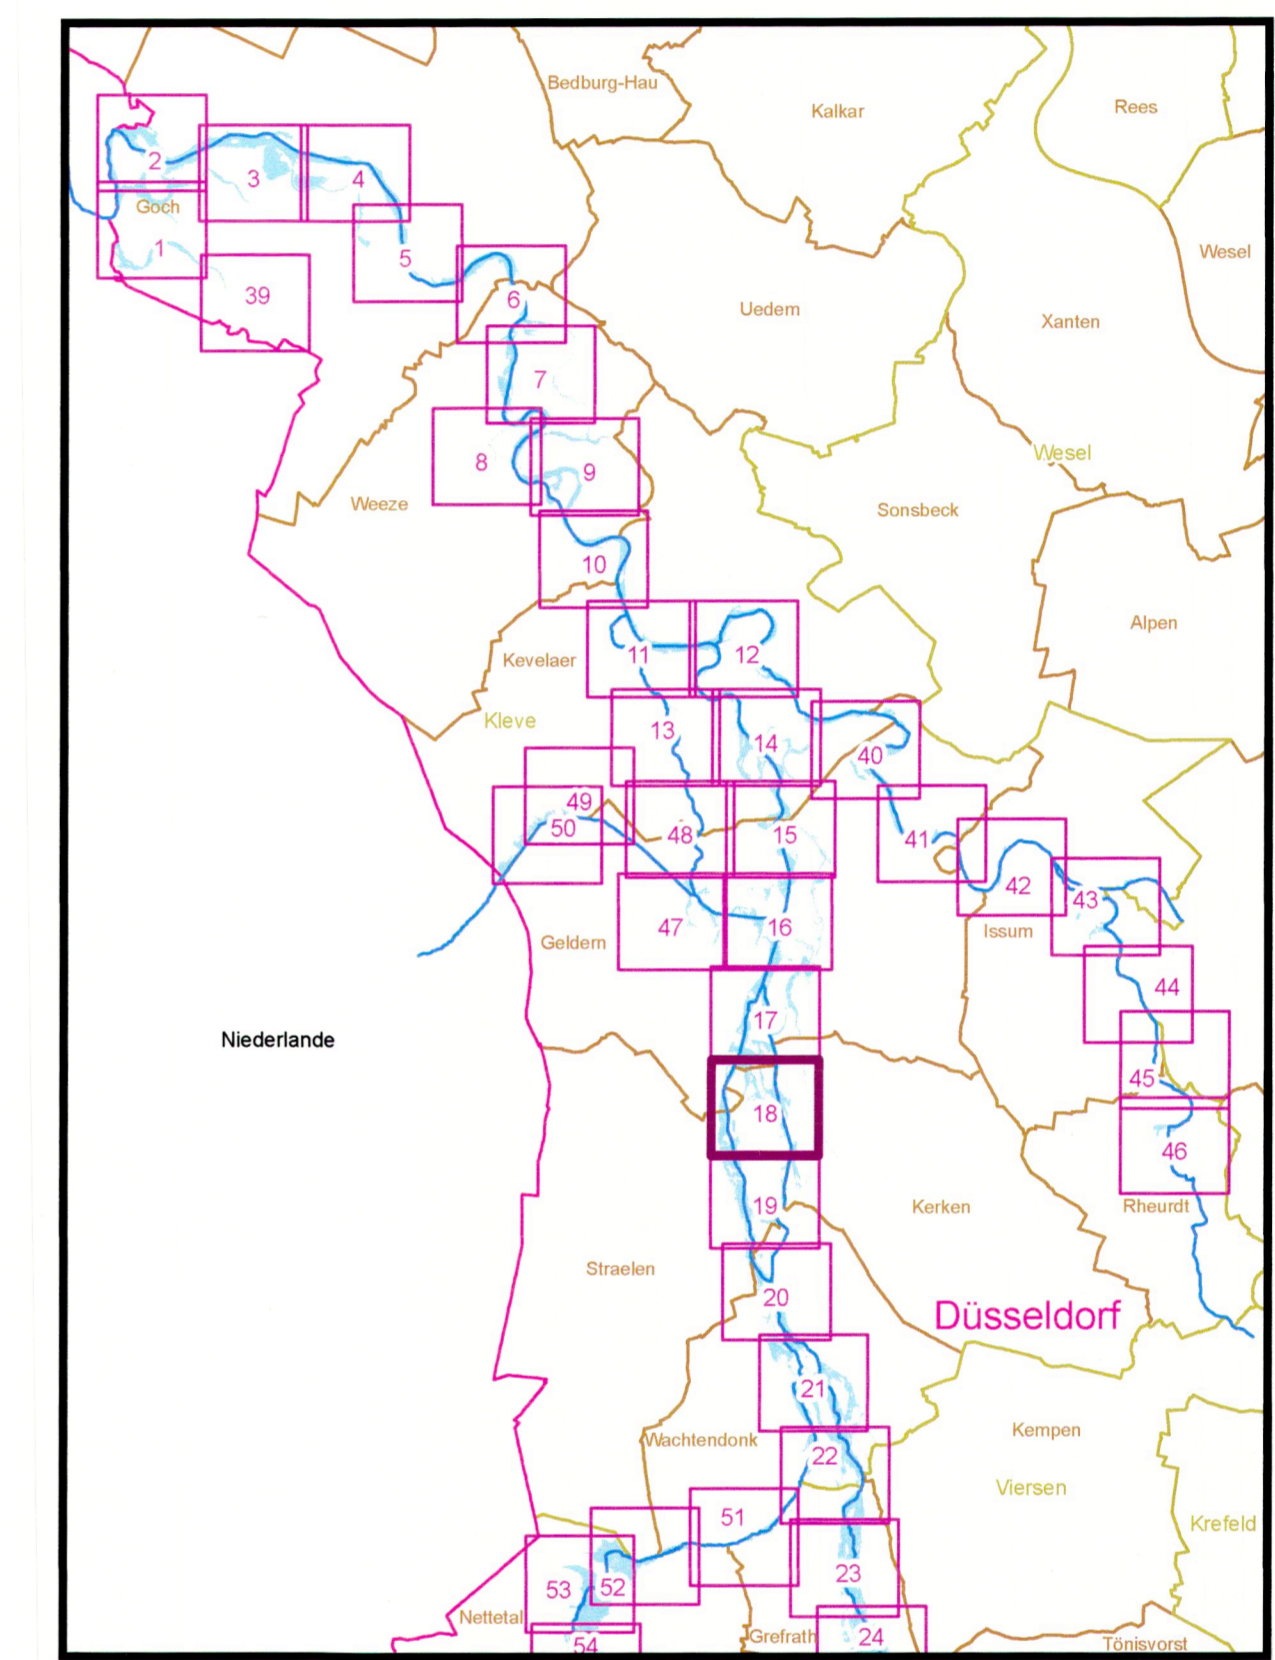 Bedburg-Hau
Kalkar
Rees
2
3
4
Goch
1
5
Wesel
39
6
Uedem
Xanten
7
Wesel
8
9
Weeze
Sonsbeck
10
Alpen
11
12
Kevelaer
Kleve
13
14
40
49
50
48
15
41
42
43
47
16
Issum
Geldern
44
17
Niederlande
45
18
46
19
Kerken
Rheurdt
Straelen
20
Düsseldorf
21
Wachtendonk
22
Kempen
Viersen
51
Krefeld
23
53
52
Nettetal
Grefrath
24
54
Tönisvorst